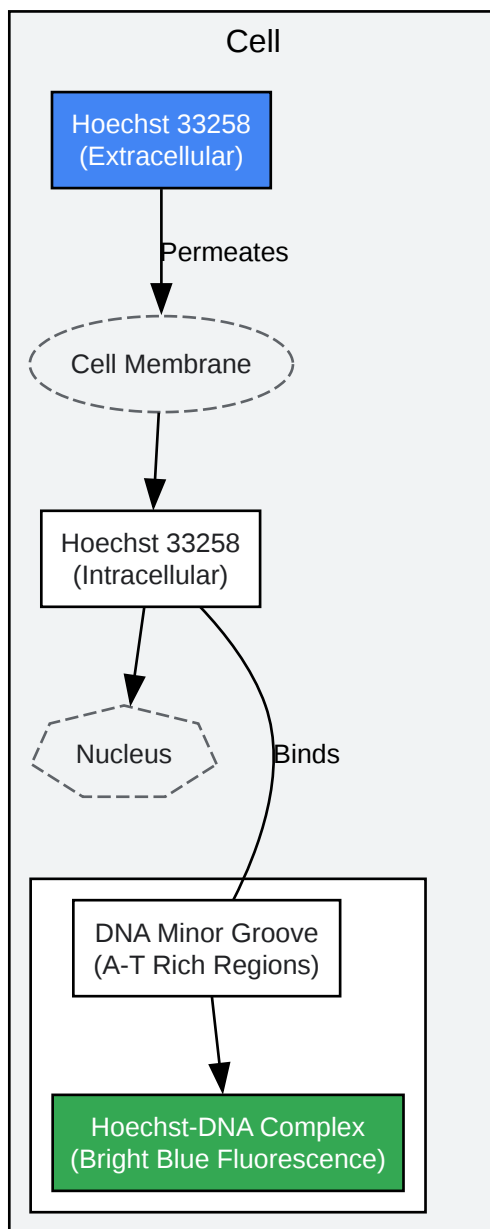 Cell
Hoechst 33258
(Extracellular)
Permeates
Cell Membrane
Hoechst 33258
(Intracellular)
Nucleus
Binds
DNA Minor Groove
(A-T Rich Regions)
Hoechst-DNA Complex
(Bright Blue Fluorescence)